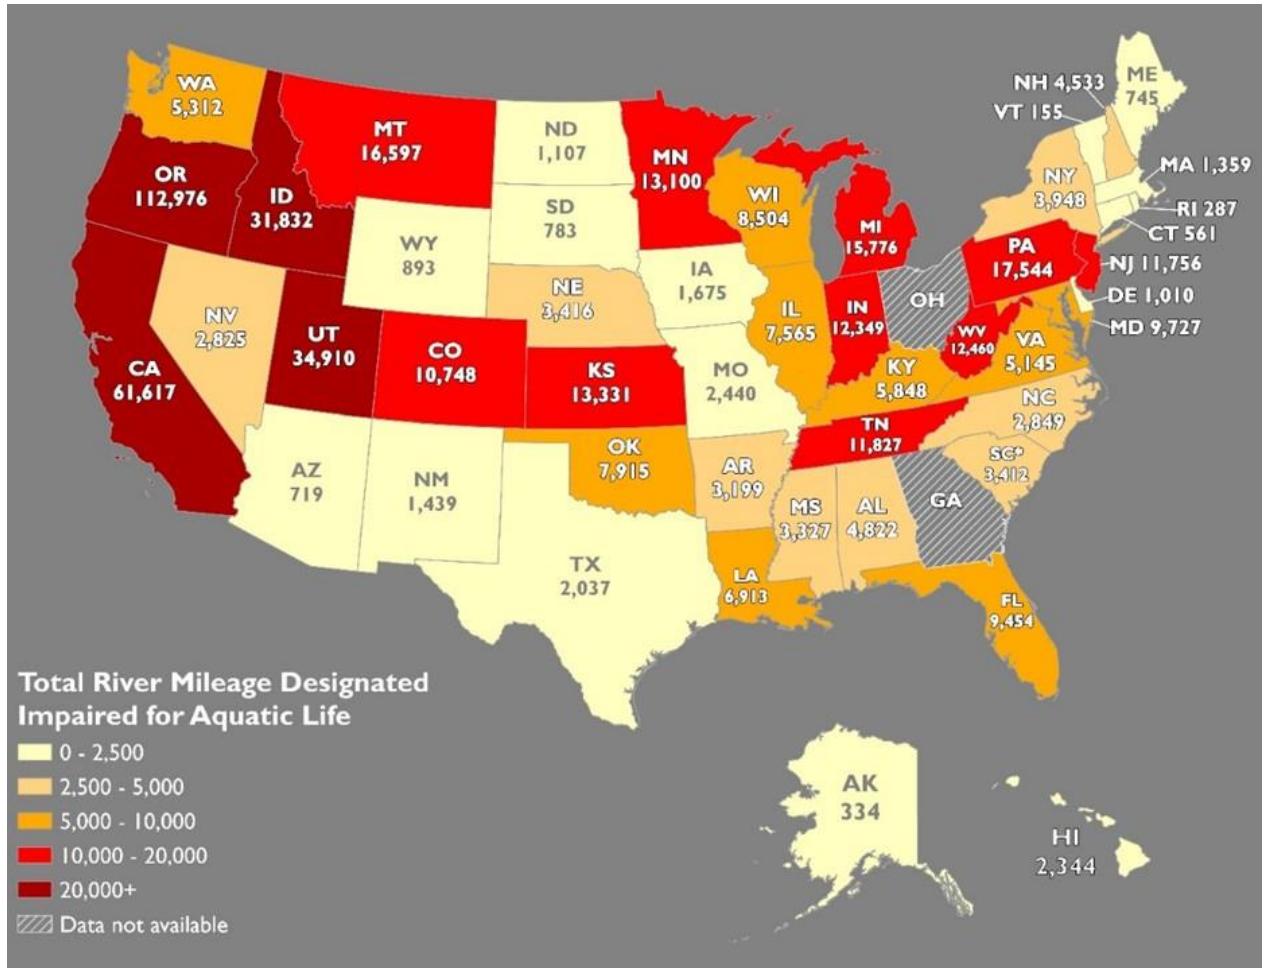 WA
5,312
OR
112,976
ID
31,832
MT
16,597
ND
1,107
MN
13,100
WI
8,504
MI
15,776
NH 4,533
VT 155
ME
745
MA 1,359
RI 287
CT 561
NY
3,948
PA
17,544
NJ 11,756
DE 1,010
MD 9,727
SD
783
WY
893
IA
1,675
NE
3,416
NV
2,825
UT
34,910
CA
61,617
CO
10,748
KS
13,331
MO
2,440
IL
7,565
IN
12,349
OH
WV
12,460
VA
5,145
KY
5,848
NC
2,849
TN
11,827
SC*
3,412
OK
7,915
AR
3,199
AZ
719
NM
1,439
MS
3,327
AL
4,822
GA
TX
2,037
LA
6,913
FL
9,454
Total River Mileage Designated
Impaired for Aquatic Life
0 - 2,500
2,500 - 5,000
5,000 - 10,000
10,000 - 20,000
20,000+
Data not available
AK
334
HI
2,344